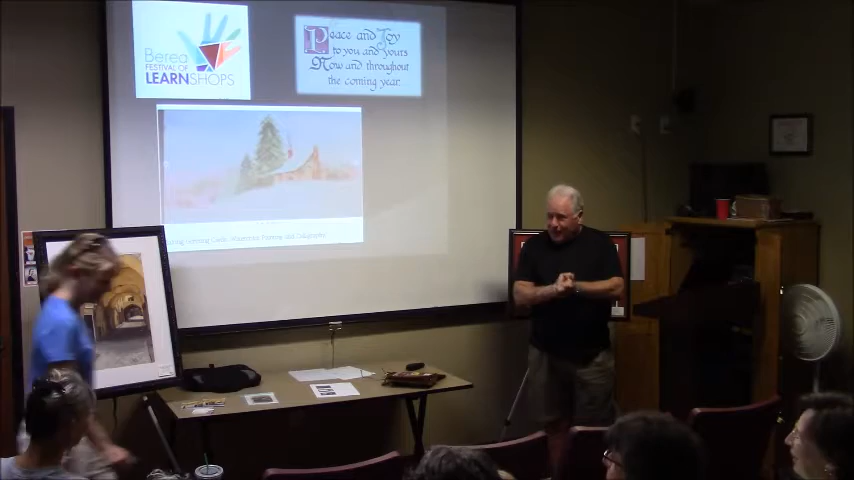 Berea
FESTIVAL OF
LEARNSHOPS
Peace and Joy
to you and yours
Now and throughout
the coming year.